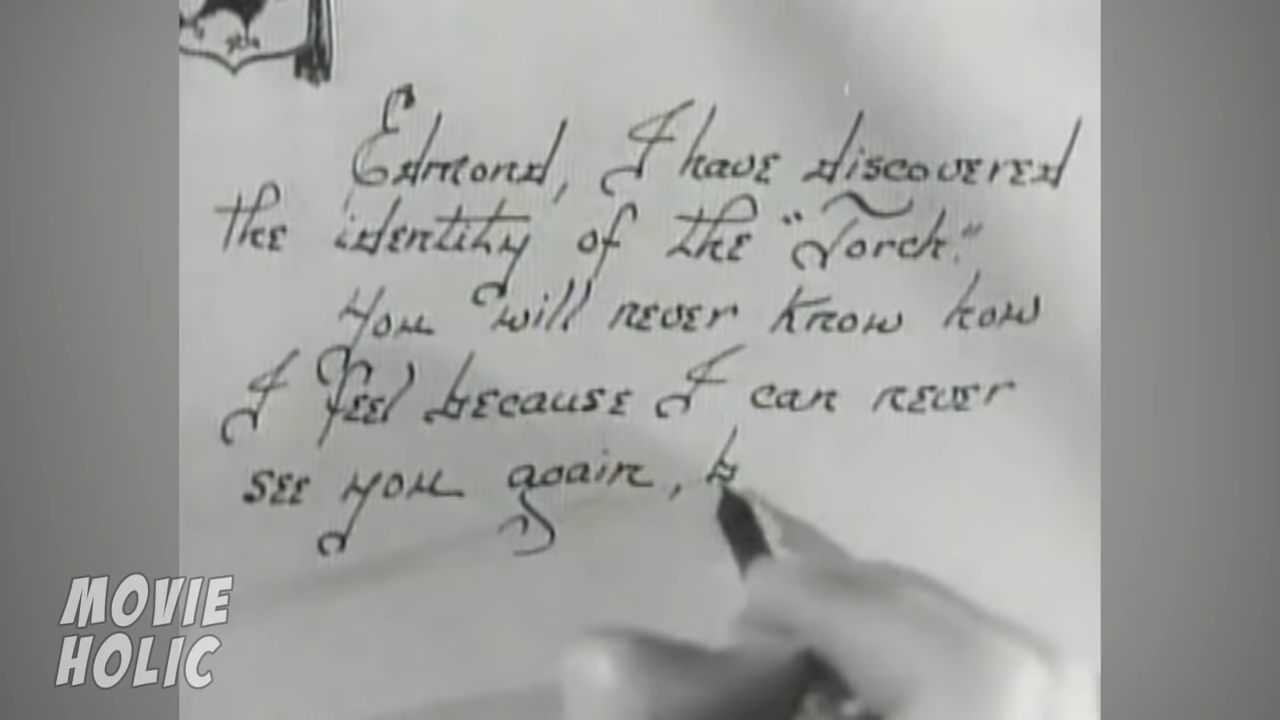 Edmond, I have discovered
the identity of the "Torch."
You will never know how
I feel because I can never
see you again, b
MOVIE
HOLIC